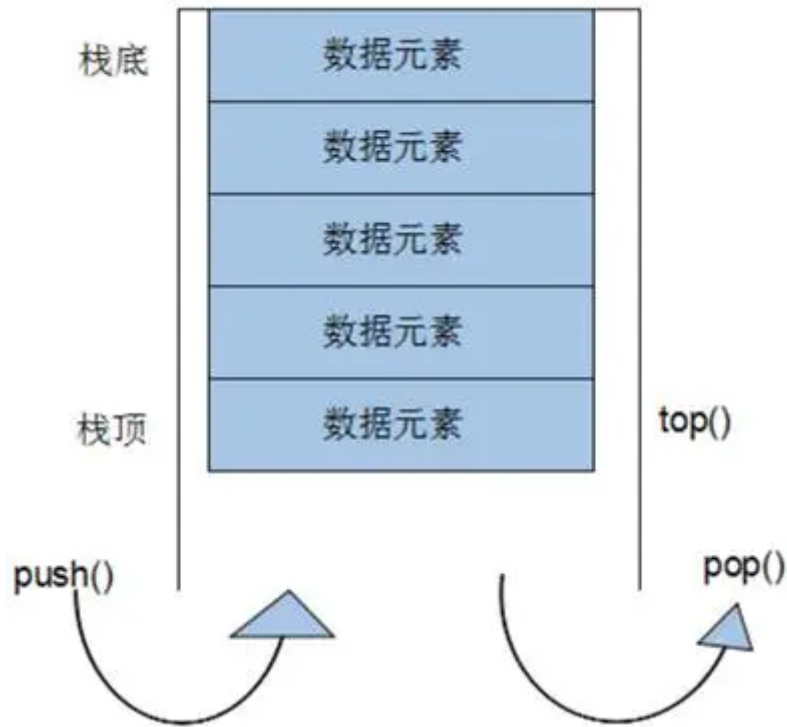 栈底
数据元素
数据元素
数据元素
数据元素
栈顶
数据元素
top()
push()
pop()